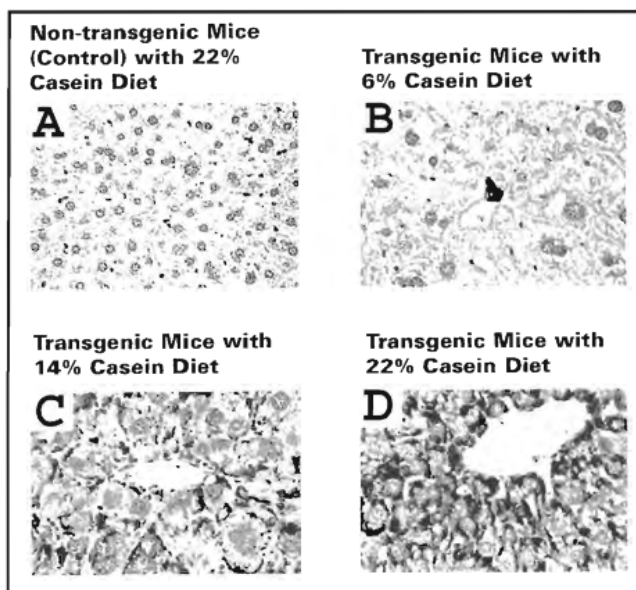 Non-transgenic Mice
(Control) with 22%
Casein Diet
A
Transgenic Mice with
6% Casein Diet
B
Transgenic Mice with
14% Casein Diet
C
Transgenic Mice with
22% Casein Diet
D